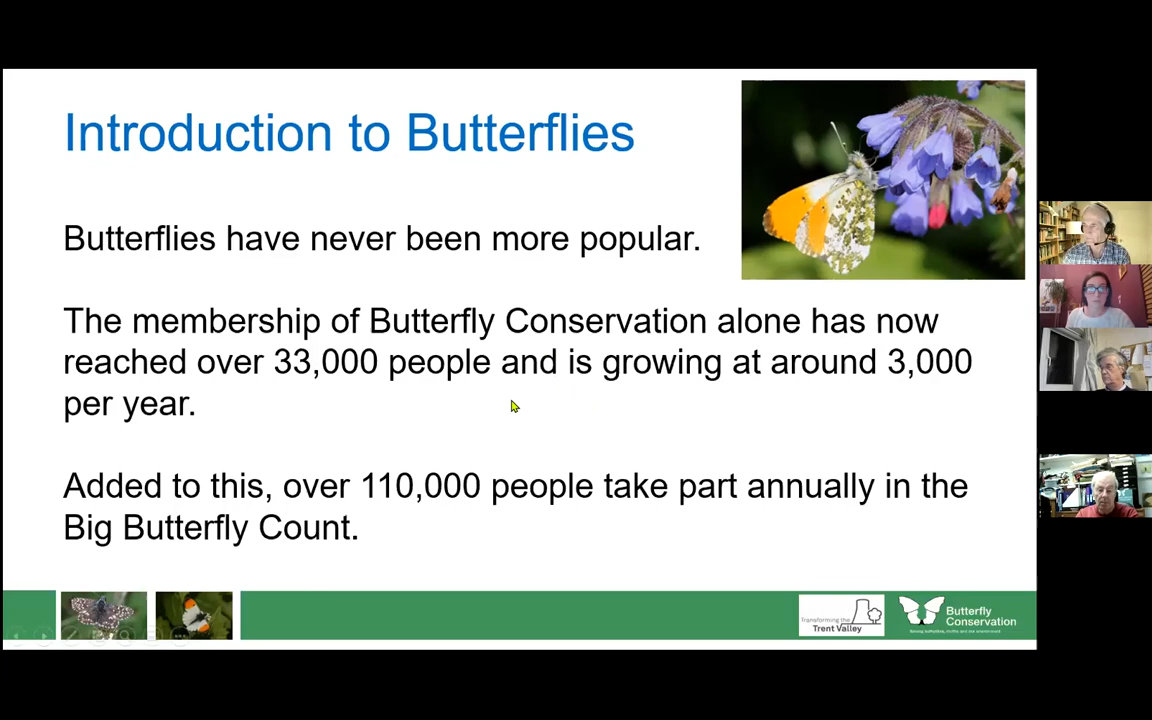 Introduction to Butterflies
Butterflies have never been more popular.
The membership of Butterfly Conservation alone has now
reached over 33,000 people and is growing at around 3,000
per year.
Added to this, over 110,000 people take part annually in the
Big Butterfly Count.
Transforming the
Trent Valley
Butterfly
Conservation